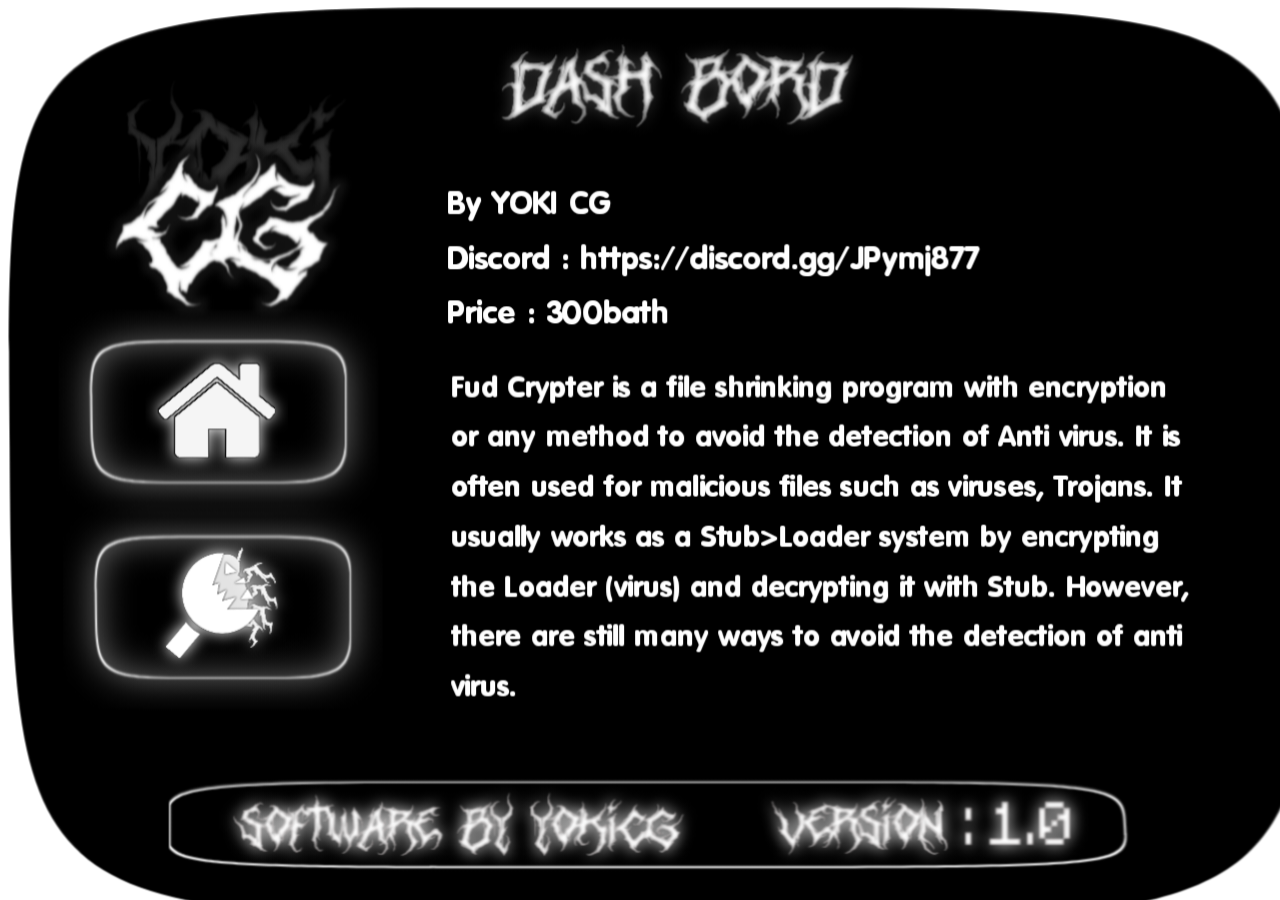 DASH BORD
YOKi
CG
By YOKI CG
Discord : https://discord.gg/JPymj877
Price : 300bath
Fud Crypter is a file shrinking program with encryption
or any method to avoid the detection of Anti virus. It is
often used for malicious files such as viruses, Trojans. It
usually works as a Stub>Loader system by encrypting
the Loader (virus) and decrypting it with Stub. However,
there are still many ways to avoid the detection of anti
virus.
SOFTWARE BY YOKiCG VERSiON : 1.0